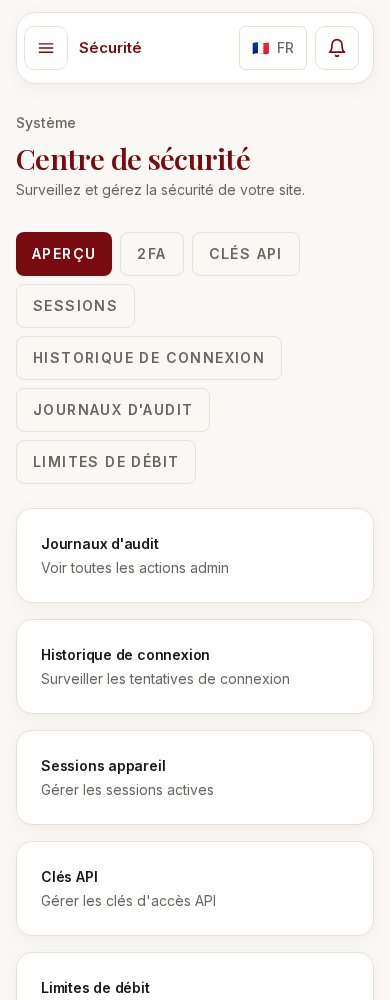 Sécurité
FR
Système
Centre de sécurité
Surveillez et gérez la sécurité de votre site.
APERÇU
2FA
CLÉS API
SESSIONS
HISTORIQUE DE CONNEXION
JOURNAUX D'AUDIT
LIMITES DE DÉBIT
Journaux d'audit
Voir toutes les actions admin
Historique de connexion
Surveiller les tentatives de connexion
Sessions appareil
Gérer les sessions actives
Clés API
Gérer les clés d'accès API
Limites de débit